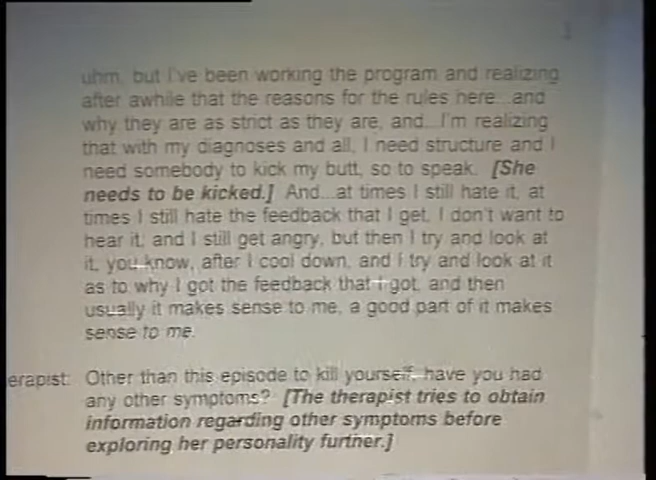 uhm, but I've been working the program and realizing
after awhile that the reasons for the rules here...and
why they are as strict as they are, and...I'm realizing
that with my diagnoses and all, I need structure and I
need somebody to kick my butt, so to speak. [She
needs to be kicked.] And...at times I still hate it, at
times I still hate the feedback that I get, I don't want to
hear it, and I still get angry, but then I try and look at
it, you know, after I cool down, and I try and look at it
as to why I got the feedback that I got, and then
usually it makes sense to me, a good part of it makes
sense to me.
erapist: Other than this episode to kill yourself, have you had
any other symptoms? [The therapist tries to obtain
information regarding other symptoms before
exploring her personality further.]